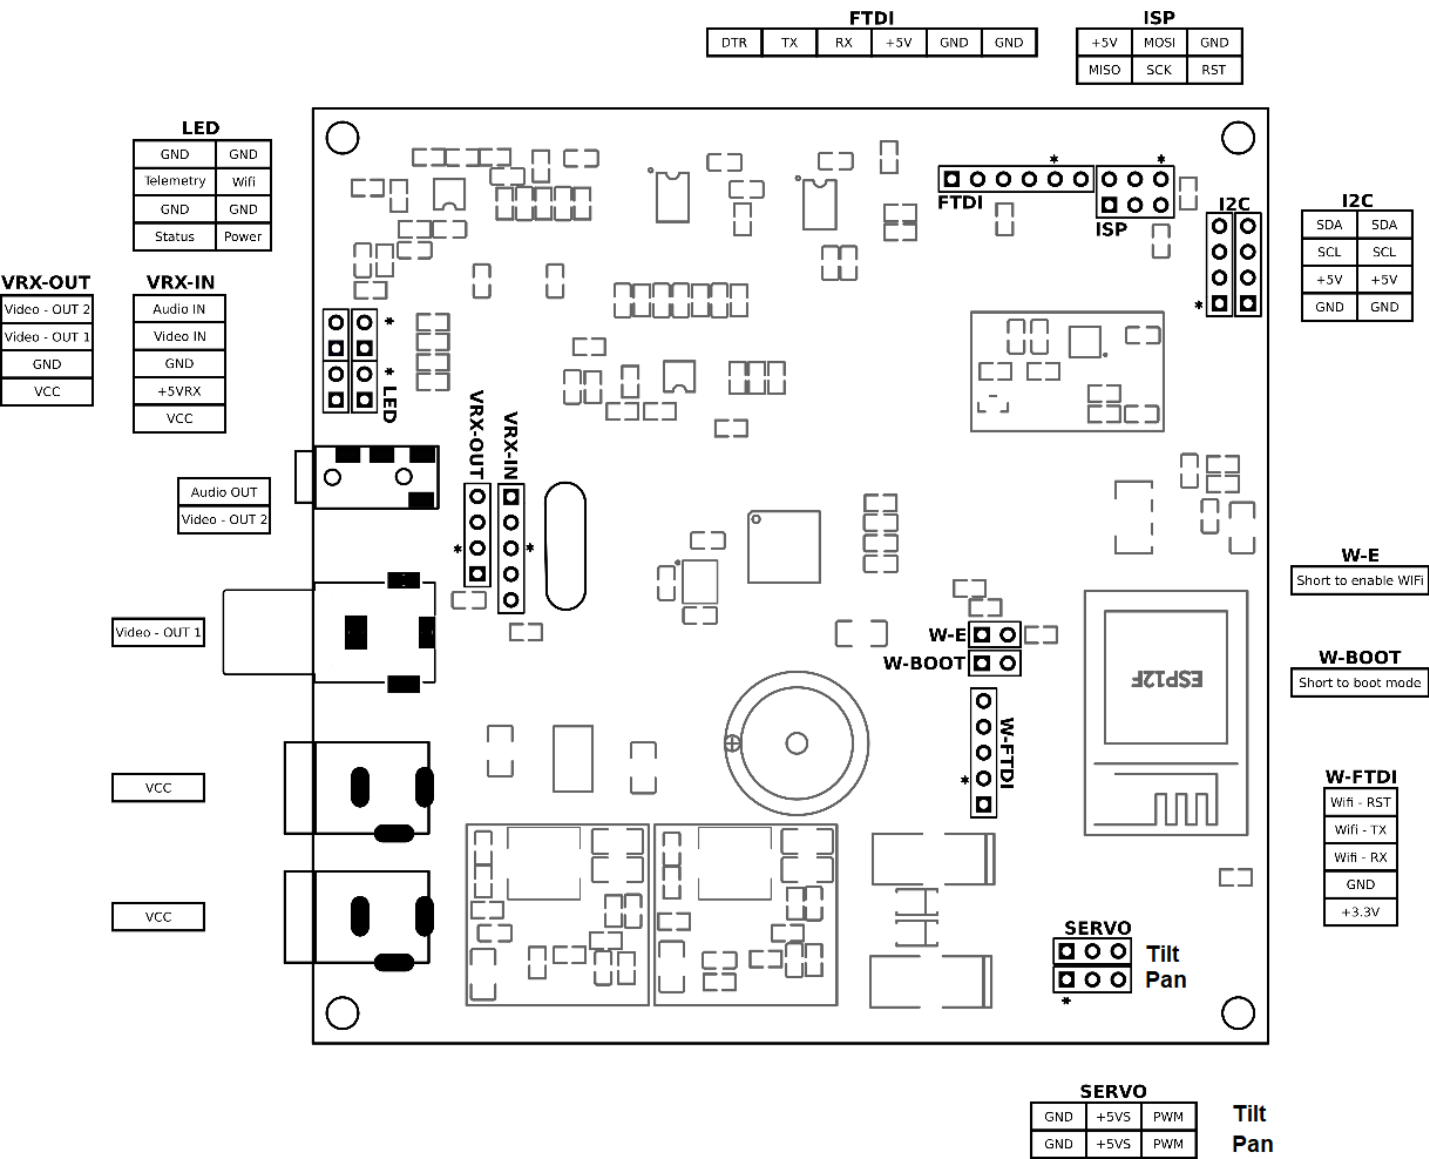 FTDI
DTR TX RX +5V GND GND
ISP
+5V MOSI GND
MISO SCK RST
LED
GND GND
Telemetry Wifi
GND GND
Status Power
VRX-OUT
Video - OUT 2
Video - OUT 1
GND
VCC
VRX-IN
Audio IN
Video IN
GND
+5VRX
VCC
Audio OUT
Video - OUT 2
Video - OUT 1
VCC
VCC
* *
FTDI
ISP
I2C
*
*
*
LED
VRX-OUT
VRX-IN
* *
W-E
W-BOOT
W-FTDI
*
ESP12F
SERVO
Tilt
Pan
*
I2C
SDA SDA
SCL SCL
+5V +5V
GND GND
W-E
Short to enable WIFi
W-BOOT
Short to boot mode
W-FTDI
Wifi - RST
Wifi - TX
Wifi - RX
GND
+3.3V
SERVO
GND +5VS PWM Tilt
GND +5VS PWM Pan